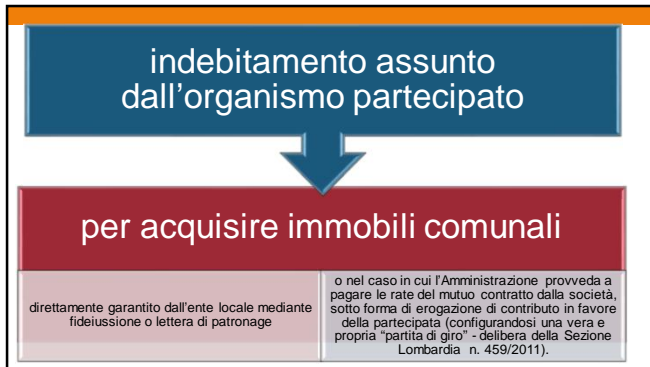 indebitamento assunto
dall'organismo partecipato
per acquisire immobili comunali
direttamente garantito dall'ente locale mediante
fideiussione o lettera di patronage
o nel caso in cui l'Amministrazione provveda a
pagare le rate del mutuo contratto dalla società,
sotto forma di erogazione di contributo in favore
della partecipata (configurandosi una vera e
propria "partita di giro" - delibera della Sezione
Lombardia n. 459/2011).